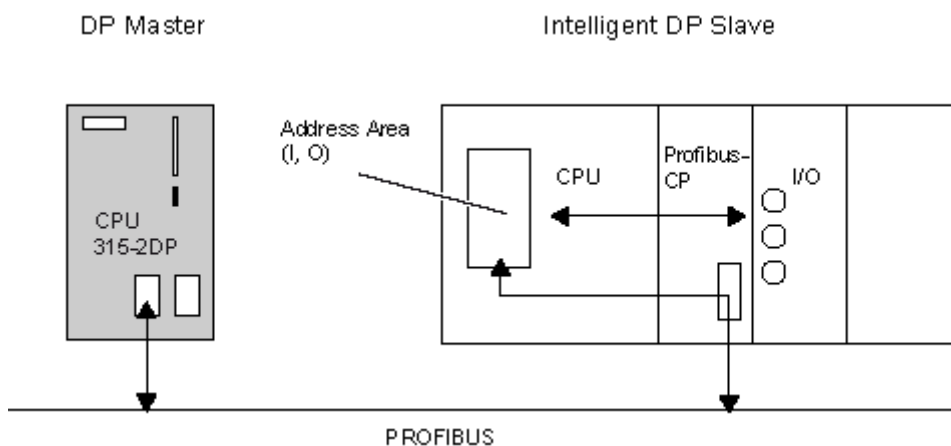 DP Master
Intelligent DP Slave
Address Area
(I, O)
CPU
Profibus-
CP
I/O
CPU
315-2DP
PROFIBUS